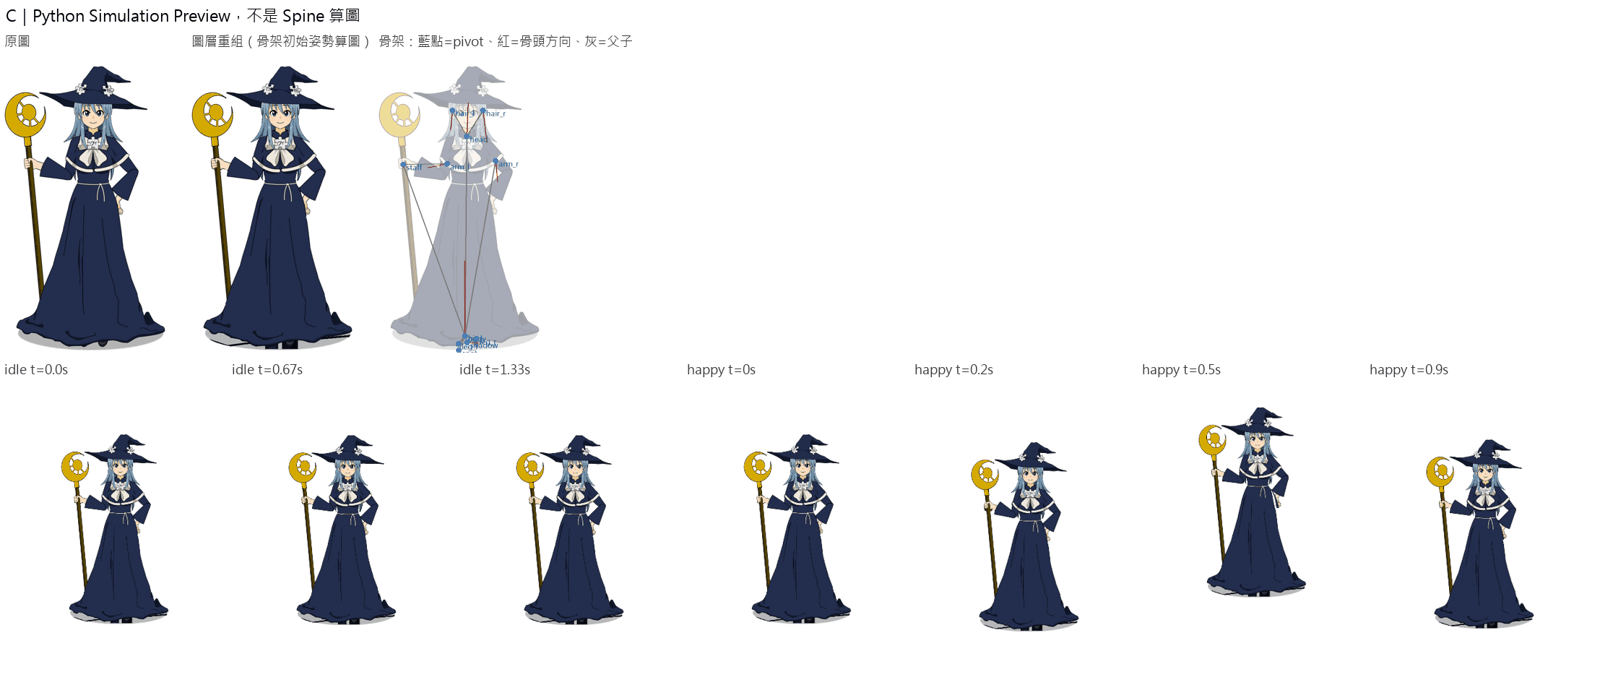 C | Python Simulation Preview，不是 Spine 算圖
原圖
圖層重組（骨架初始姿勢算圖）
骨架：藍點=pivot、紅=骨頭方向、灰=父子
hair_r
head
staff
arm_r
idle t=0.0s
idle t=0.67s
idle t=1.33s
happy t=0s
happy t=0.2s
happy t=0.5s
happy t=0.9s